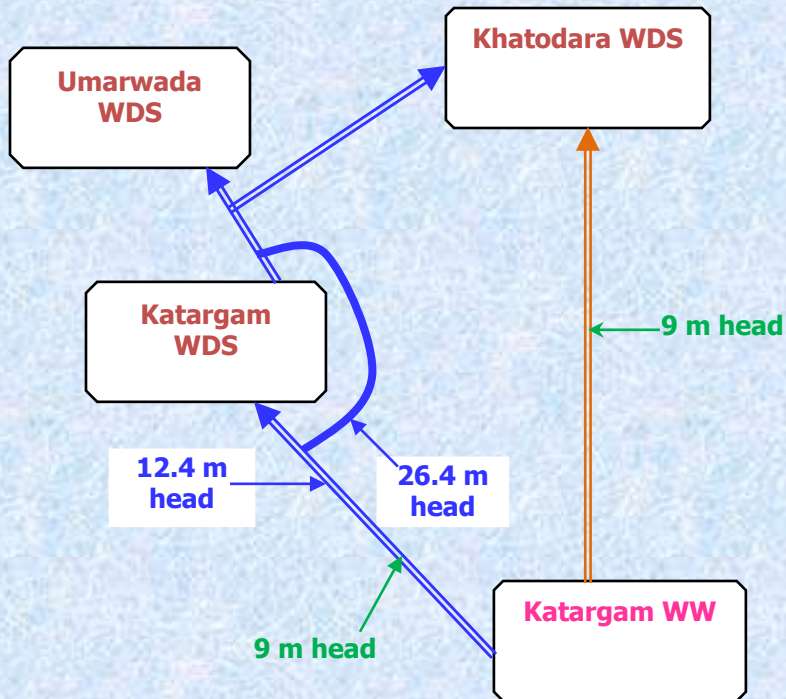 Khatodara WDS
Umarwada
WDS
Katargam
WDS
9 m head
12.4 m
head
26.4 m
head
Katargam WW
9 m head